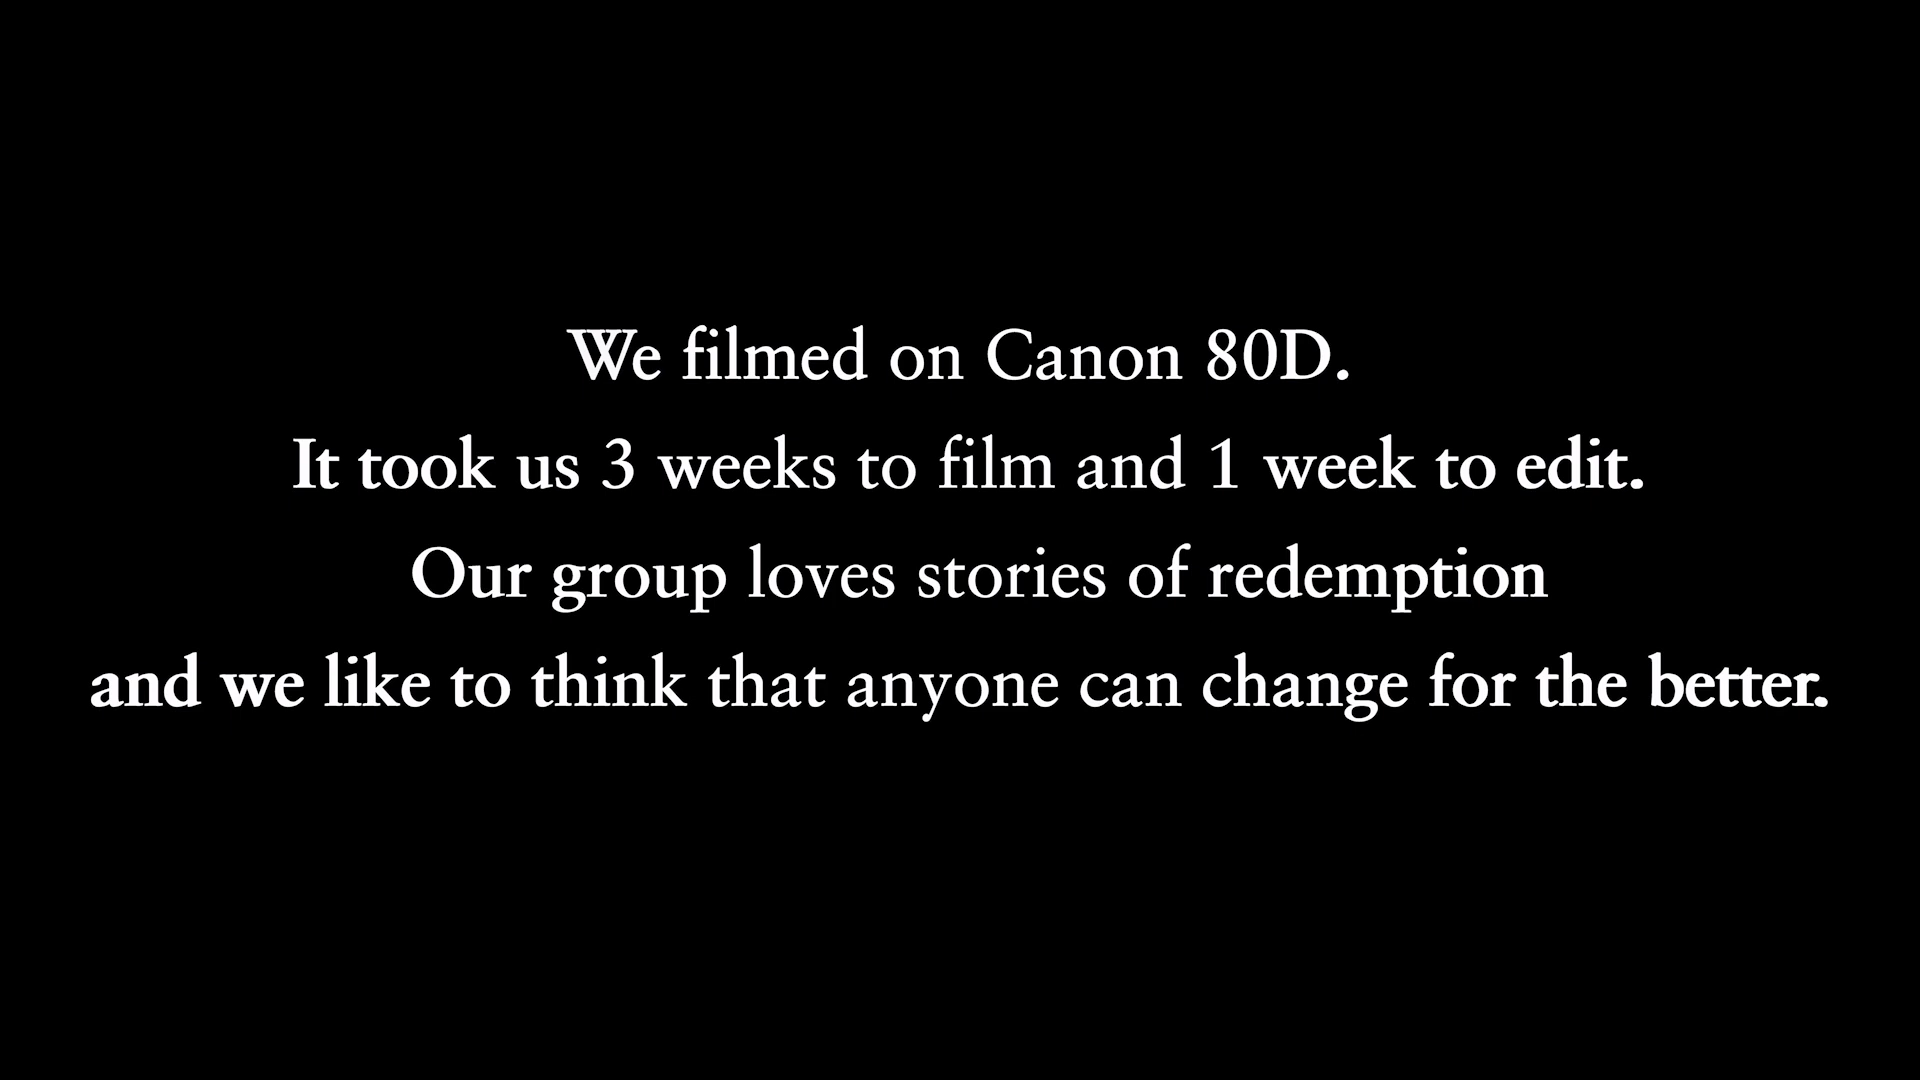 We filmed on Canon 80D.
It took us 3 weeks to film and 1 week to edit.
Our group loves stories of redemption
and we like to think that anyone can change for the better.